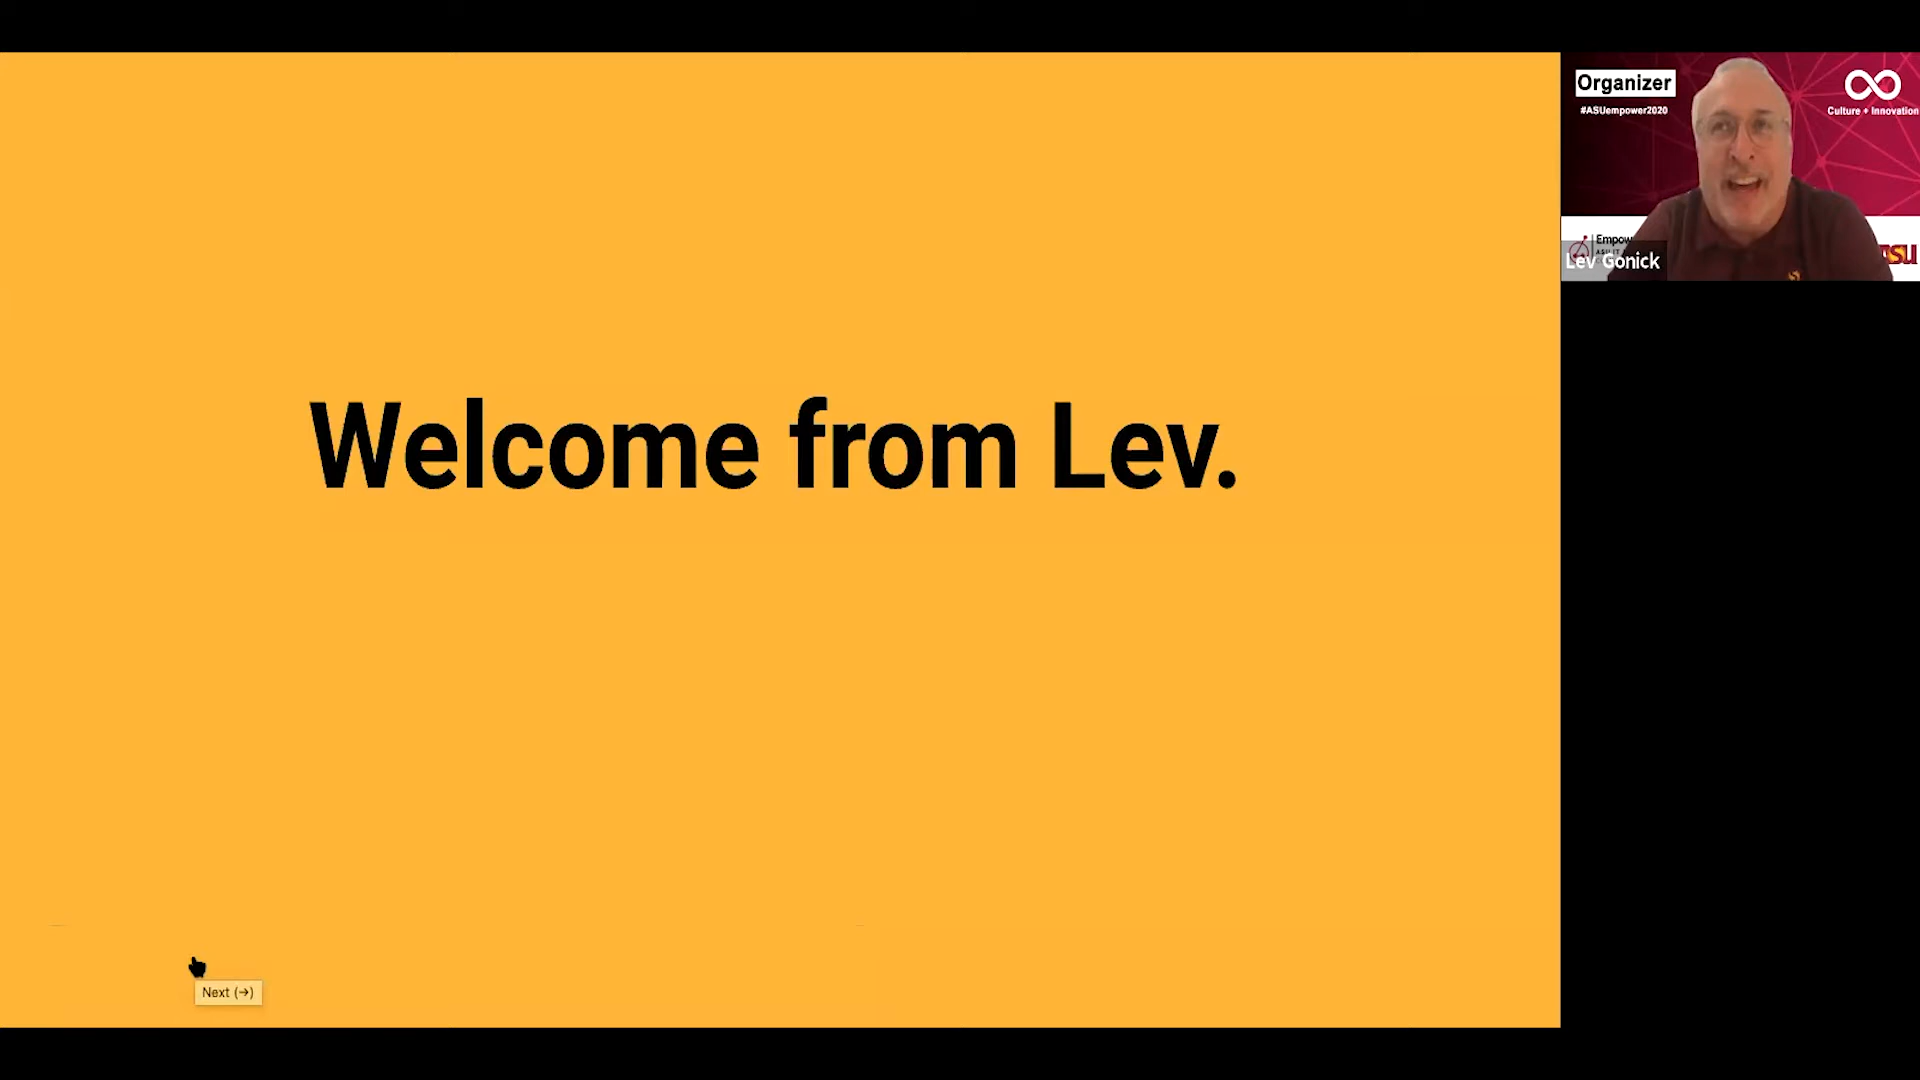 Organizer
#ASUempower2020
Culture + Innovation
Welcome from Lev.
Lev Gonick
Next (→)